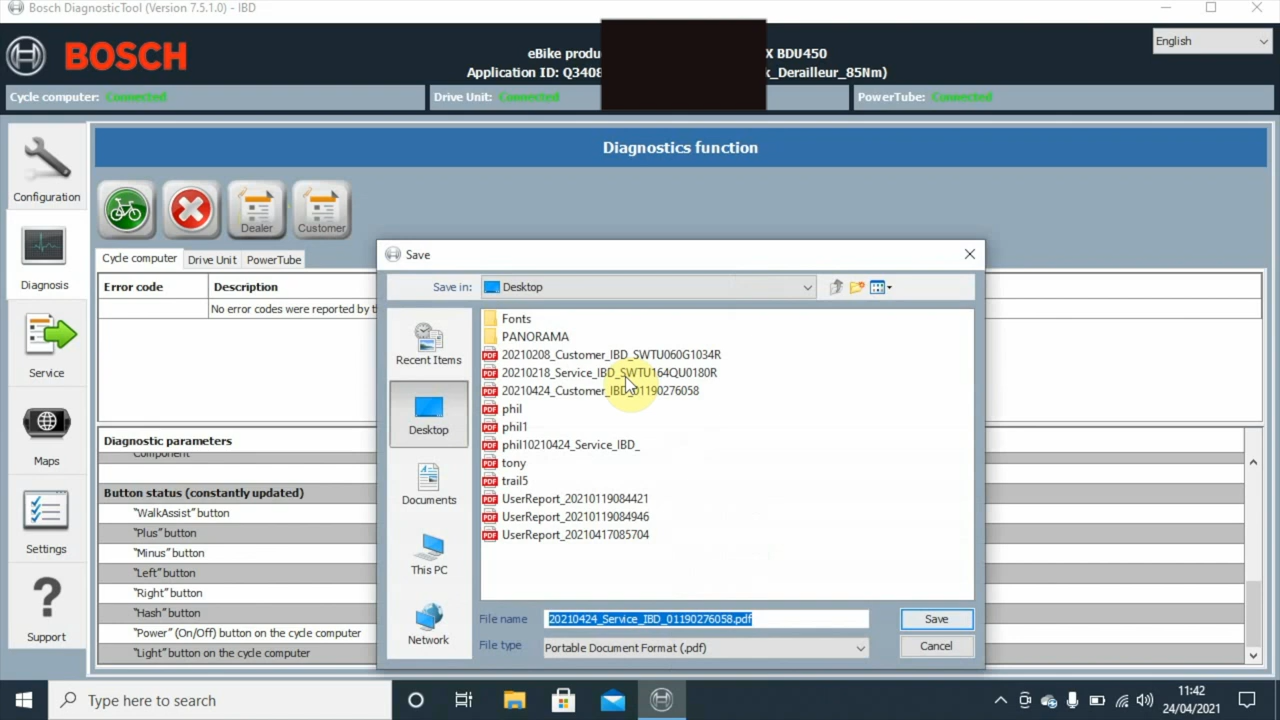 Bosch DiagnosticTool (Version 7.5.1.0) - IBD
BOSCH
eBike produ
X BDU450
Application ID: Q3408
k_Derailleur_85Nm)
English
Cycle computer: Connected
Drive Unit: Connected
PowerTube: Connected
Configuration
Diagnosis
Service
Maps
Settings
Support
Diagnostics function
Dealer
Customer
Cycle computer
Drive Unit
PowerTube
Error code
Description
No error codes were reported by t
Diagnostic parameters
Component
Button status (constantly updated)
"WalkAssist" button
"Plus" button
"Minus" button
"Left" button
"Right" button
"Hash" button
"Power" (On/Off) button on the cycle computer
"Light" button on the cycle computer
Save
Save in:
Desktop
Recent Items
Desktop
Documents
This PC
Network
Fonts
PANORAMA
20210208_Customer_IBD_SWTU060G1034R
20210218_Service_IBD_SWTU164QU0180R
20210424_Customer_IBD_01190276058
phil
phil1
phil10210424_Service_IBD_
tony
trail5
UserReport_20210119084421
UserReport_20210119084946
UserReport_20210417085704
File name
20210424_Service_IBD_01190276058.pdf
Save
File type
Portable Document Format (.pdf)
Cancel
Type here to search
11:42
24/04/2021